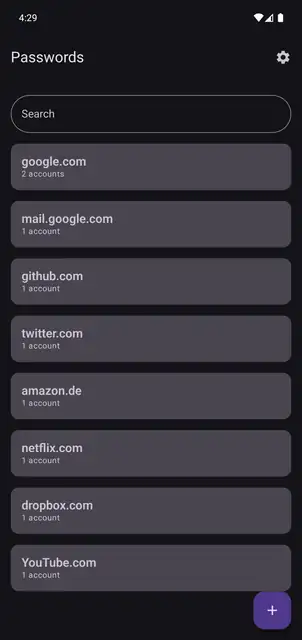 4:29
Passwords
Search
google.com
2 accounts
mail.google.com
1 account
github.com
1 account
twitter.com
1 account
amazon.de
1 account
netflix.com
1 account
dropbox.com
1 account
YouTube.com
1 account
+